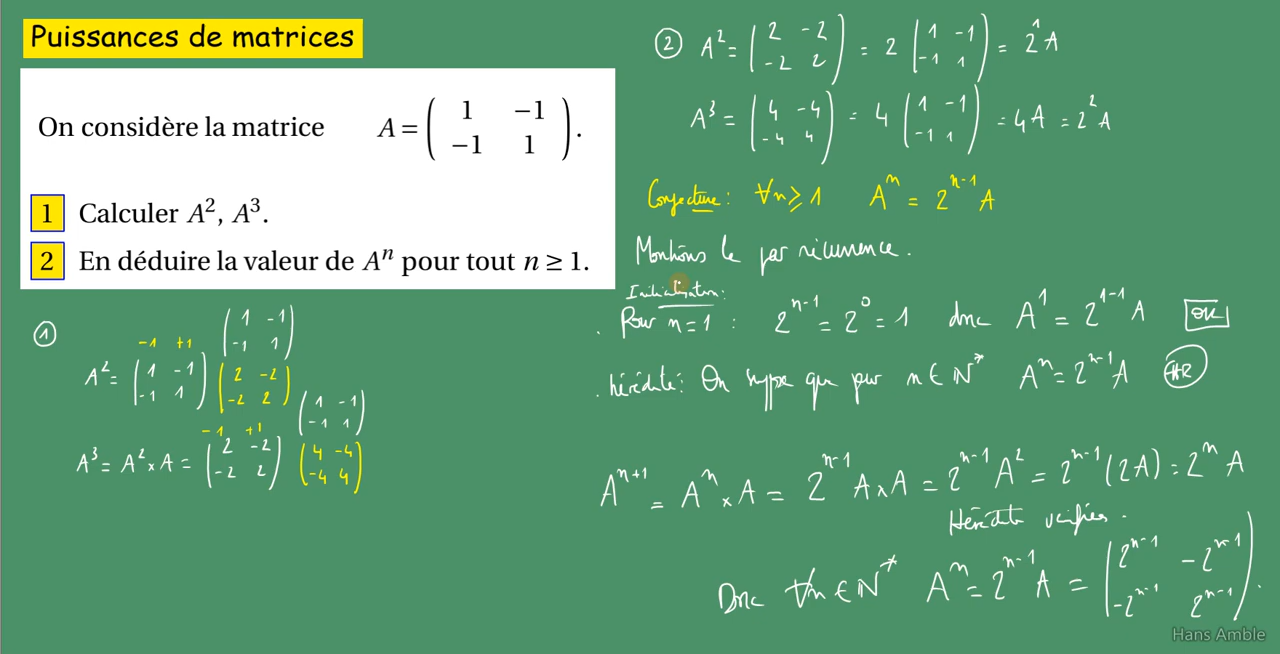 Puissances de matrices
On considère la matrice A = ( 1 −1 ; −1 1 ).
1 Calculer A², A³.
2 En déduire la valeur de Aⁿ pour tout n ≥ 1.
①
( 1 -1 ; -1 1 )
-1 +1
A² = ( 1 -1 ; -1 1 ) ( 2 -2 ; -2 2 )
( 1 -1 ; -1 1 )
-1 +1
A³ = A² × A = ( 2 -2 ; -2 2 ) ( 4 -4 ; -4 4 )
② A² = ( 2 -2 ; -2 2 ) = 2 ( 1 -1 ; -1 1 ) = 2¹A
A³ = ( 4 -4 ; -4 4 ) = 4 ( 1 -1 ; -1 1 ) = 4A = 2²A
Conjecture : ∀n ≥ 1 Aⁿ = 2ⁿ⁻¹ A
Montrons le par récurrence.
Initialisation :
. Pour n = 1 : 2ⁿ⁻¹ = 2⁰ = 1 donc A¹ = 2¹⁻¹ A OK
. hérédité : On suppose que pour n ∈ ℕ* Aⁿ = 2ⁿ⁻¹ A HR
Aⁿ⁺¹ = Aⁿ × A = 2ⁿ⁻¹ A × A = 2ⁿ⁻¹ A² = 2ⁿ⁻¹ (2A) = 2ⁿ A
Hérédité vérifiée.
Donc ∀n ∈ ℕ* Aⁿ = 2ⁿ⁻¹ A = ( 2ⁿ⁻¹ -2ⁿ⁻¹ ; -2ⁿ⁻¹ 2ⁿ⁻¹ ).
Hans Amble